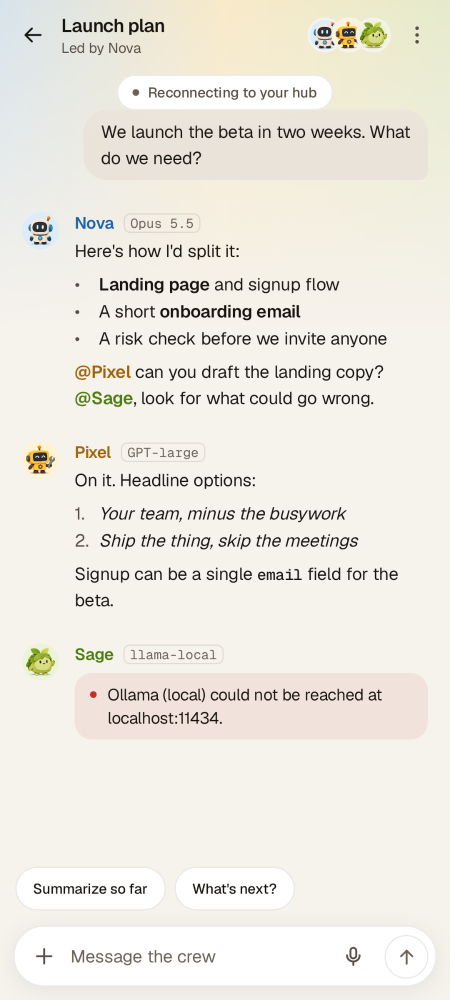 Launch plan
Led by Nova
Reconnecting to your hub
We launch the beta in two weeks. What
do we need?
Nova Opus 5.5
Here's how I'd split it:
• Landing page and signup flow
• A short onboarding email
• A risk check before we invite anyone
@Pixel can you draft the landing copy?
@Sage, look for what could go wrong.
Pixel GPT-large
On it. Headline options:
1. Your team, minus the busywork
2. Ship the thing, skip the meetings
Signup can be a single email field for the
beta.
Sage llama-local
Ollama (local) could not be reached at
localhost:11434.
Summarize so far
What's next?
Message the crew